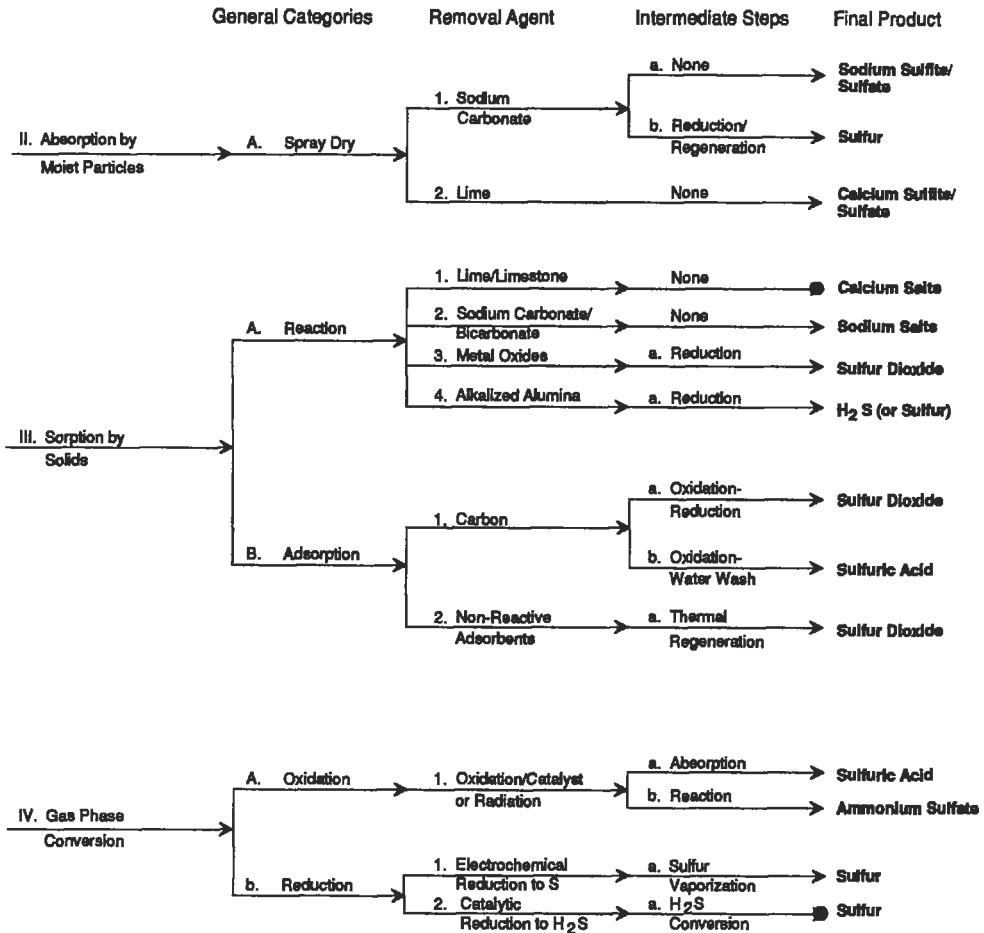 General Categories Removal Agent Intermediate Steps Final Product
II. Absorption by
Moist Particles
A. Spray Dry
1. Sodium
Carbonate
a. None
Sodium Sulfite/
Sulfate
b. Reduction/
Regeneration
Sulfur
2. Lime
None
Calcium Sulfite/
Sulfate
III. Sorption by
Solids
A. Reaction
1. Lime/Limestone
None
Calcium Salts
2. Sodium Carbonate/
Bicarbonate
None
Sodium Salts
3. Metal Oxides
a. Reduction
Sulfur Dioxide
4. Alkalized Alumina
a. Reduction
H2 S (or Sulfur)
B. Adsorption
1. Carbon
a. Oxidation-
Reduction
Sulfur Dioxide
b. Oxidation-
Water Wash
Sulfuric Acid
2. Non-Reactive
Adsorbents
a. Thermal
Regeneration
Sulfur Dioxide
IV. Gas Phase
Conversion
A. Oxidation
1. Oxidation/Catalyst
or Radiation
a. Absorption
Sulfuric Acid
b. Reaction
Ammonium Sulfate
b. Reduction
1. Electrochemical
Reduction to S
a. Sulfur
Vaporization
Sulfur
2. Catalytic
Reduction to H2S
a. H2S
Conversion
Sulfur